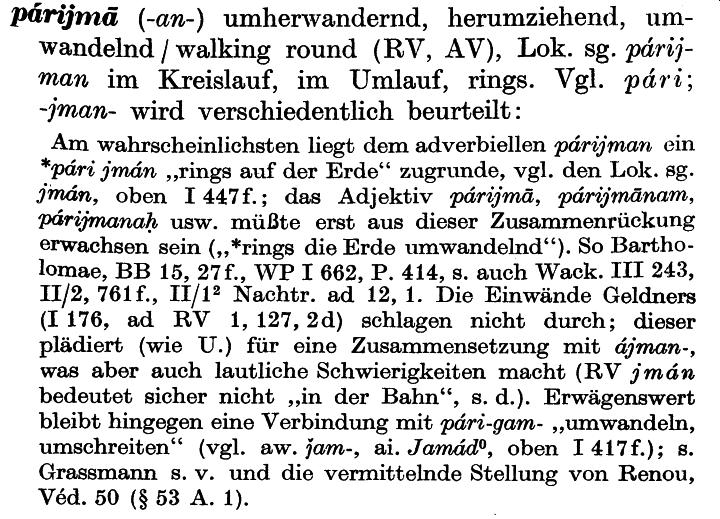 párijmā (-an-) umherwandernd, herumziehend, um-
wandelnd / walking round (RV, AV), Lok. sg. párij-
man im Kreislauf, im Umlauf, rings. Vgl. pári;
-jman- wird verschiedentlich beurteilt:
Am wahrscheinlichsten liegt dem adverbiellen párijman ein
*pári jmán „rings auf der Erde“ zugrunde, vgl. den Lok. sg.
jmán, oben I 447f.; das Adjektiv párijmā, párijmānam,
párijmanaḥ usw. müßte erst aus dieser Zusammenrückung
erwachsen sein („*rings die Erde umwandelnd“). So Bartho-
lomae, BB 15, 27f., WP I 662, P. 414, s. auch Wack. III 243,
II/2, 761f., II/1² Nachtr. ad 12, 1. Die Einwände Geldners
(I 176, ad RV 1, 127, 2d) schlagen nicht durch; dieser
plädiert (wie U.) für eine Zusammensetzung mit ájman-,
was aber auch lautliche Schwierigkeiten macht (RV jmán
bedeutet sicher nicht „in der Bahn“, s. d.). Erwägenswert
bleibt hingegen eine Verbindung mit pári-gam- „umwandeln,
umschreiten“ (vgl. aw. ǰam-, ai. Jamád⁰, oben I 417f.); s.
Grassmann s. v. und die vermittelnde Stellung von Renou,
Véd. 50 (§ 53 A. 1).